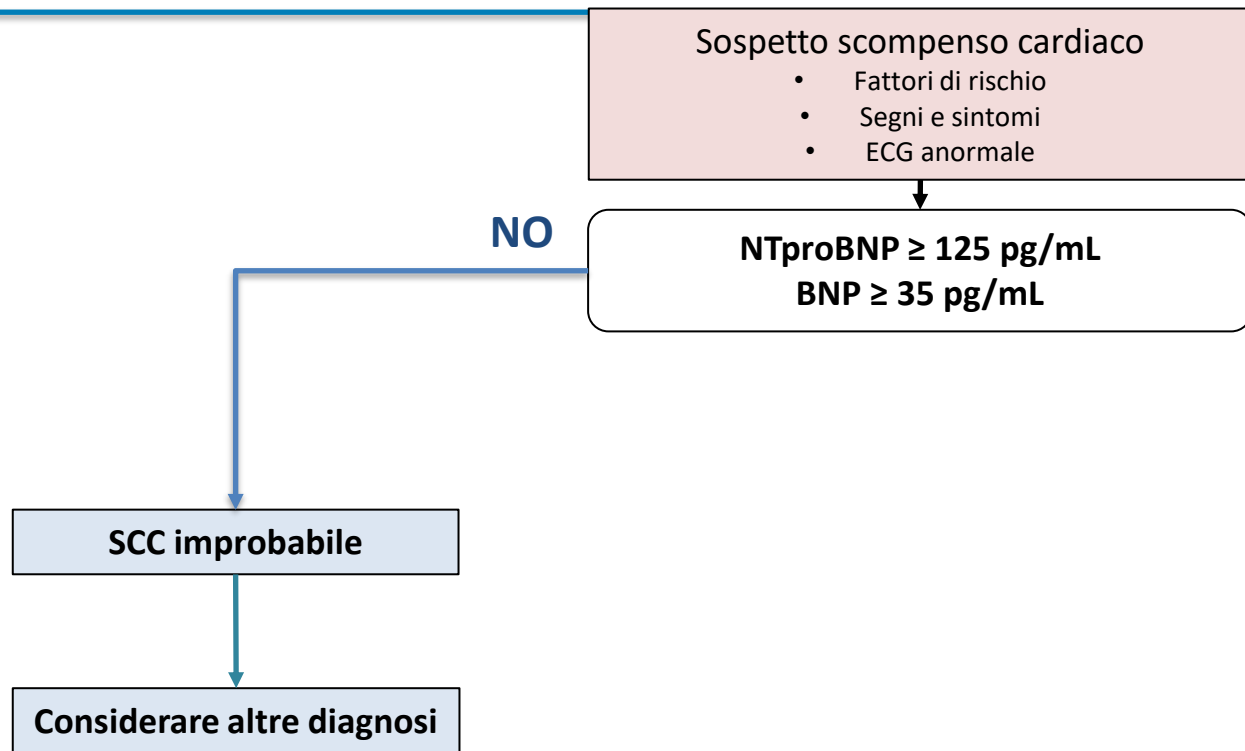 Sospetto scompenso cardiaco
• Fattori di rischio
• Segni e sintomi
• ECG anormale
NO
NTproBNP ≥ 125 pg/mL
BNP ≥ 35 pg/mL
SCC improbabile
Considerare altre diagnosi